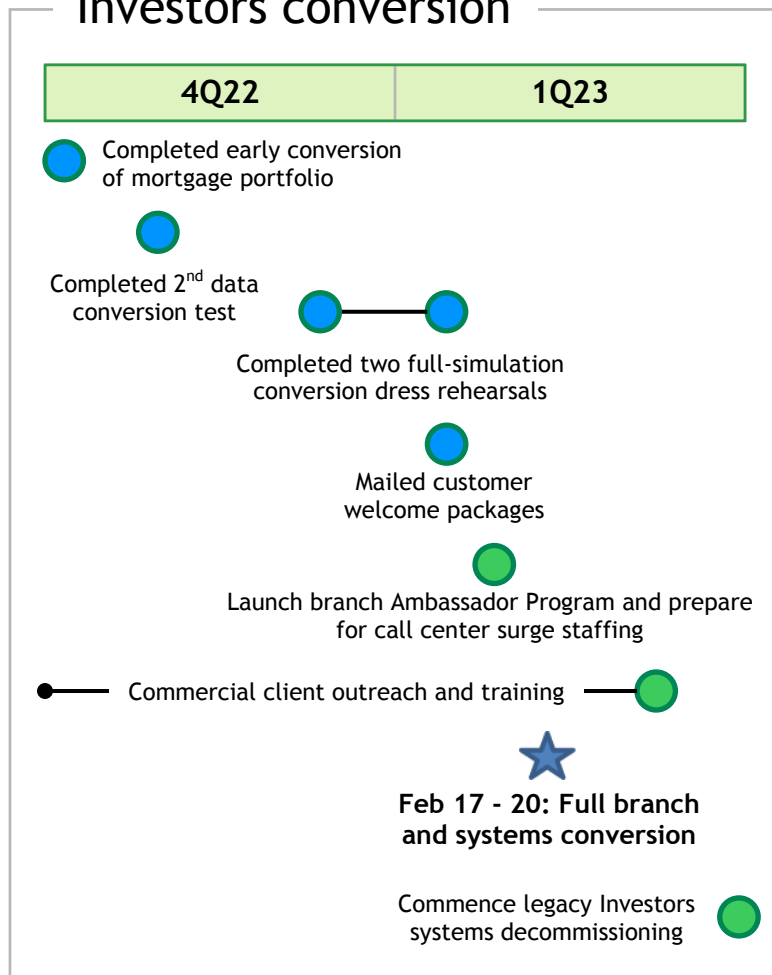 Investors conversion
4Q22
1Q23
Completed early conversion
of mortgage portfolio
Completed 2nd data
conversion test
Completed two full-simulation
conversion dress rehearsals
Mailed customer
welcome packages
Launch branch Ambassador Program and prepare
for call center surge staffing
Commercial client outreach and training
Feb 17 - 20: Full branch
and systems conversion
Commence legacy Investors
systems decommissioning